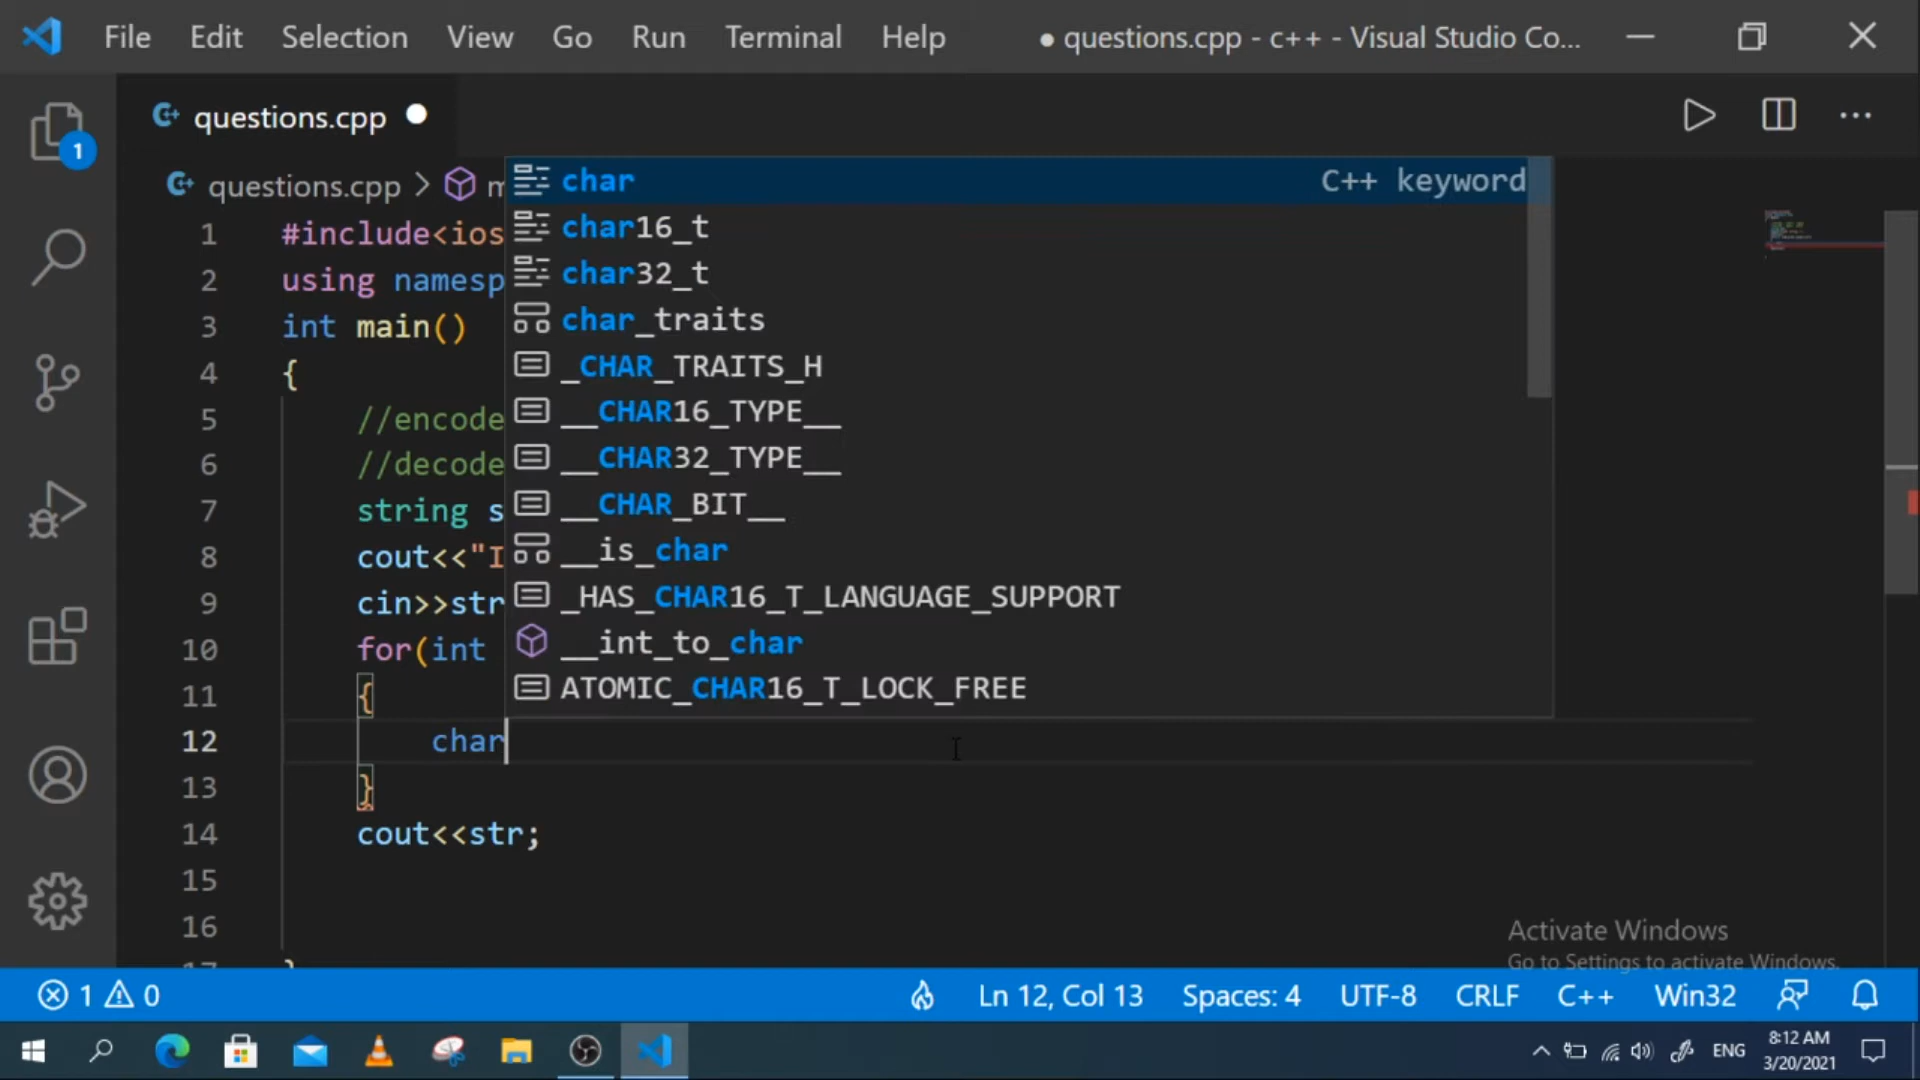 File Edit Selection View Go Run Terminal Help ● questions.cpp - c++ - Visual Studio Co...
questions.cpp
1
questions.cpp > m
char C++ keyword
char16_t
char32_t
char_traits
_CHAR_TRAITS_H
__CHAR16_TYPE__
__CHAR32_TYPE__
__CHAR_BIT__
__is_char
_HAS_CHAR16_T_LANGUAGE_SUPPORT
__int_to_char
ATOMIC_CHAR16_T_LOCK_FREE
1 #include<ios
2 using namesp
3 int main()
4 {
5 //encode
6 //decode
7 string s
8 cout<<"I
9 cin>>str
10 for(int
11 {
12 char
13 }
14 cout<<str;
15
16
17 }
Activate Windows
Go to Settings to activate Windows.
1 0 Ln 12, Col 13 Spaces: 4 UTF-8 CRLF C++ Win32
ENG
8:12 AM
3/20/2021